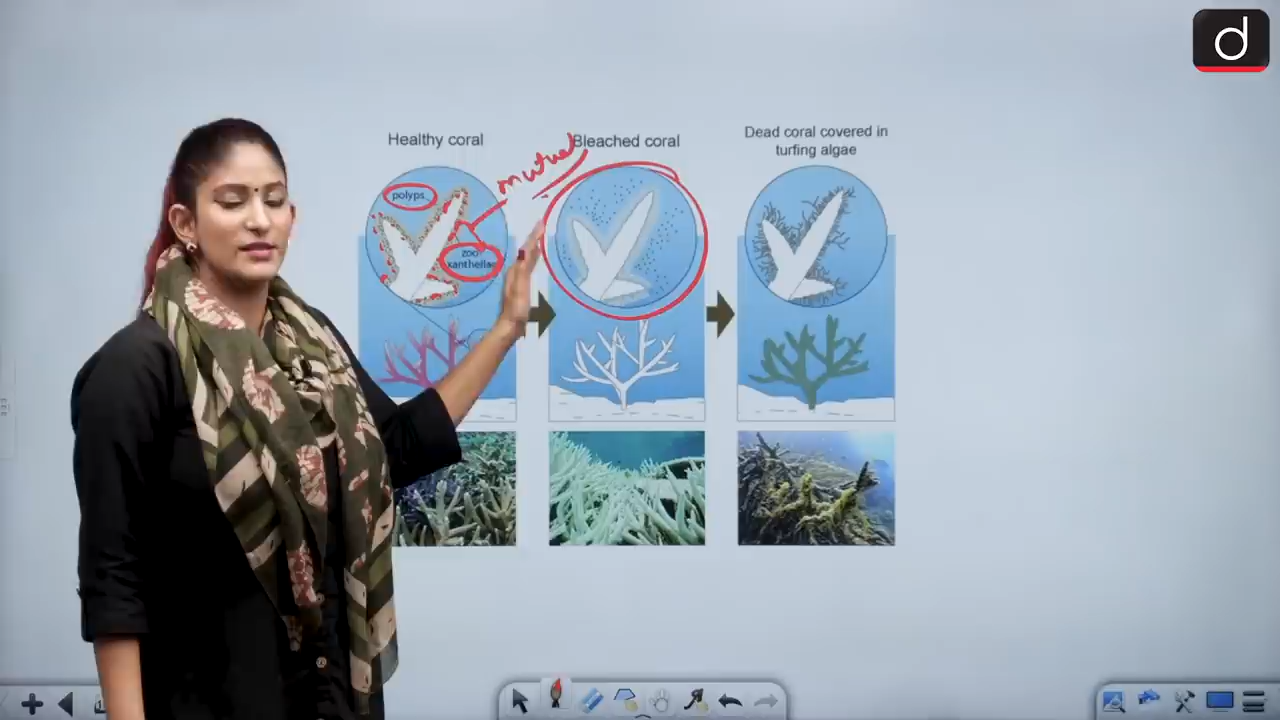 d
Healthy coral
Bleached coral
Dead coral covered in
turfing algae
mutual
polyps
zoo
xanthellae